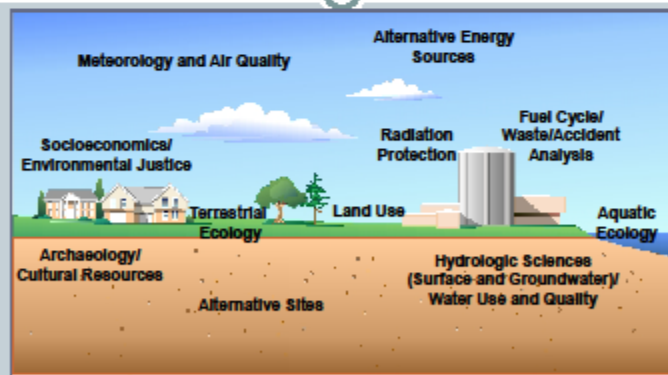 Alternative Energy
Sources
Meteorology and Air Quality
Fuel Cycle/
Waste/Accident
Analysis
Radiation
Protection
Socioeconomics/
Environmental Justice
Terrestrial
Ecology
Land Use
Aquatic
Ecology
Archaeology/
Cultural Resources
Hydrologic Sciences
(Surface and Groundwater)/
Water Use and Quality
Alternative Sites